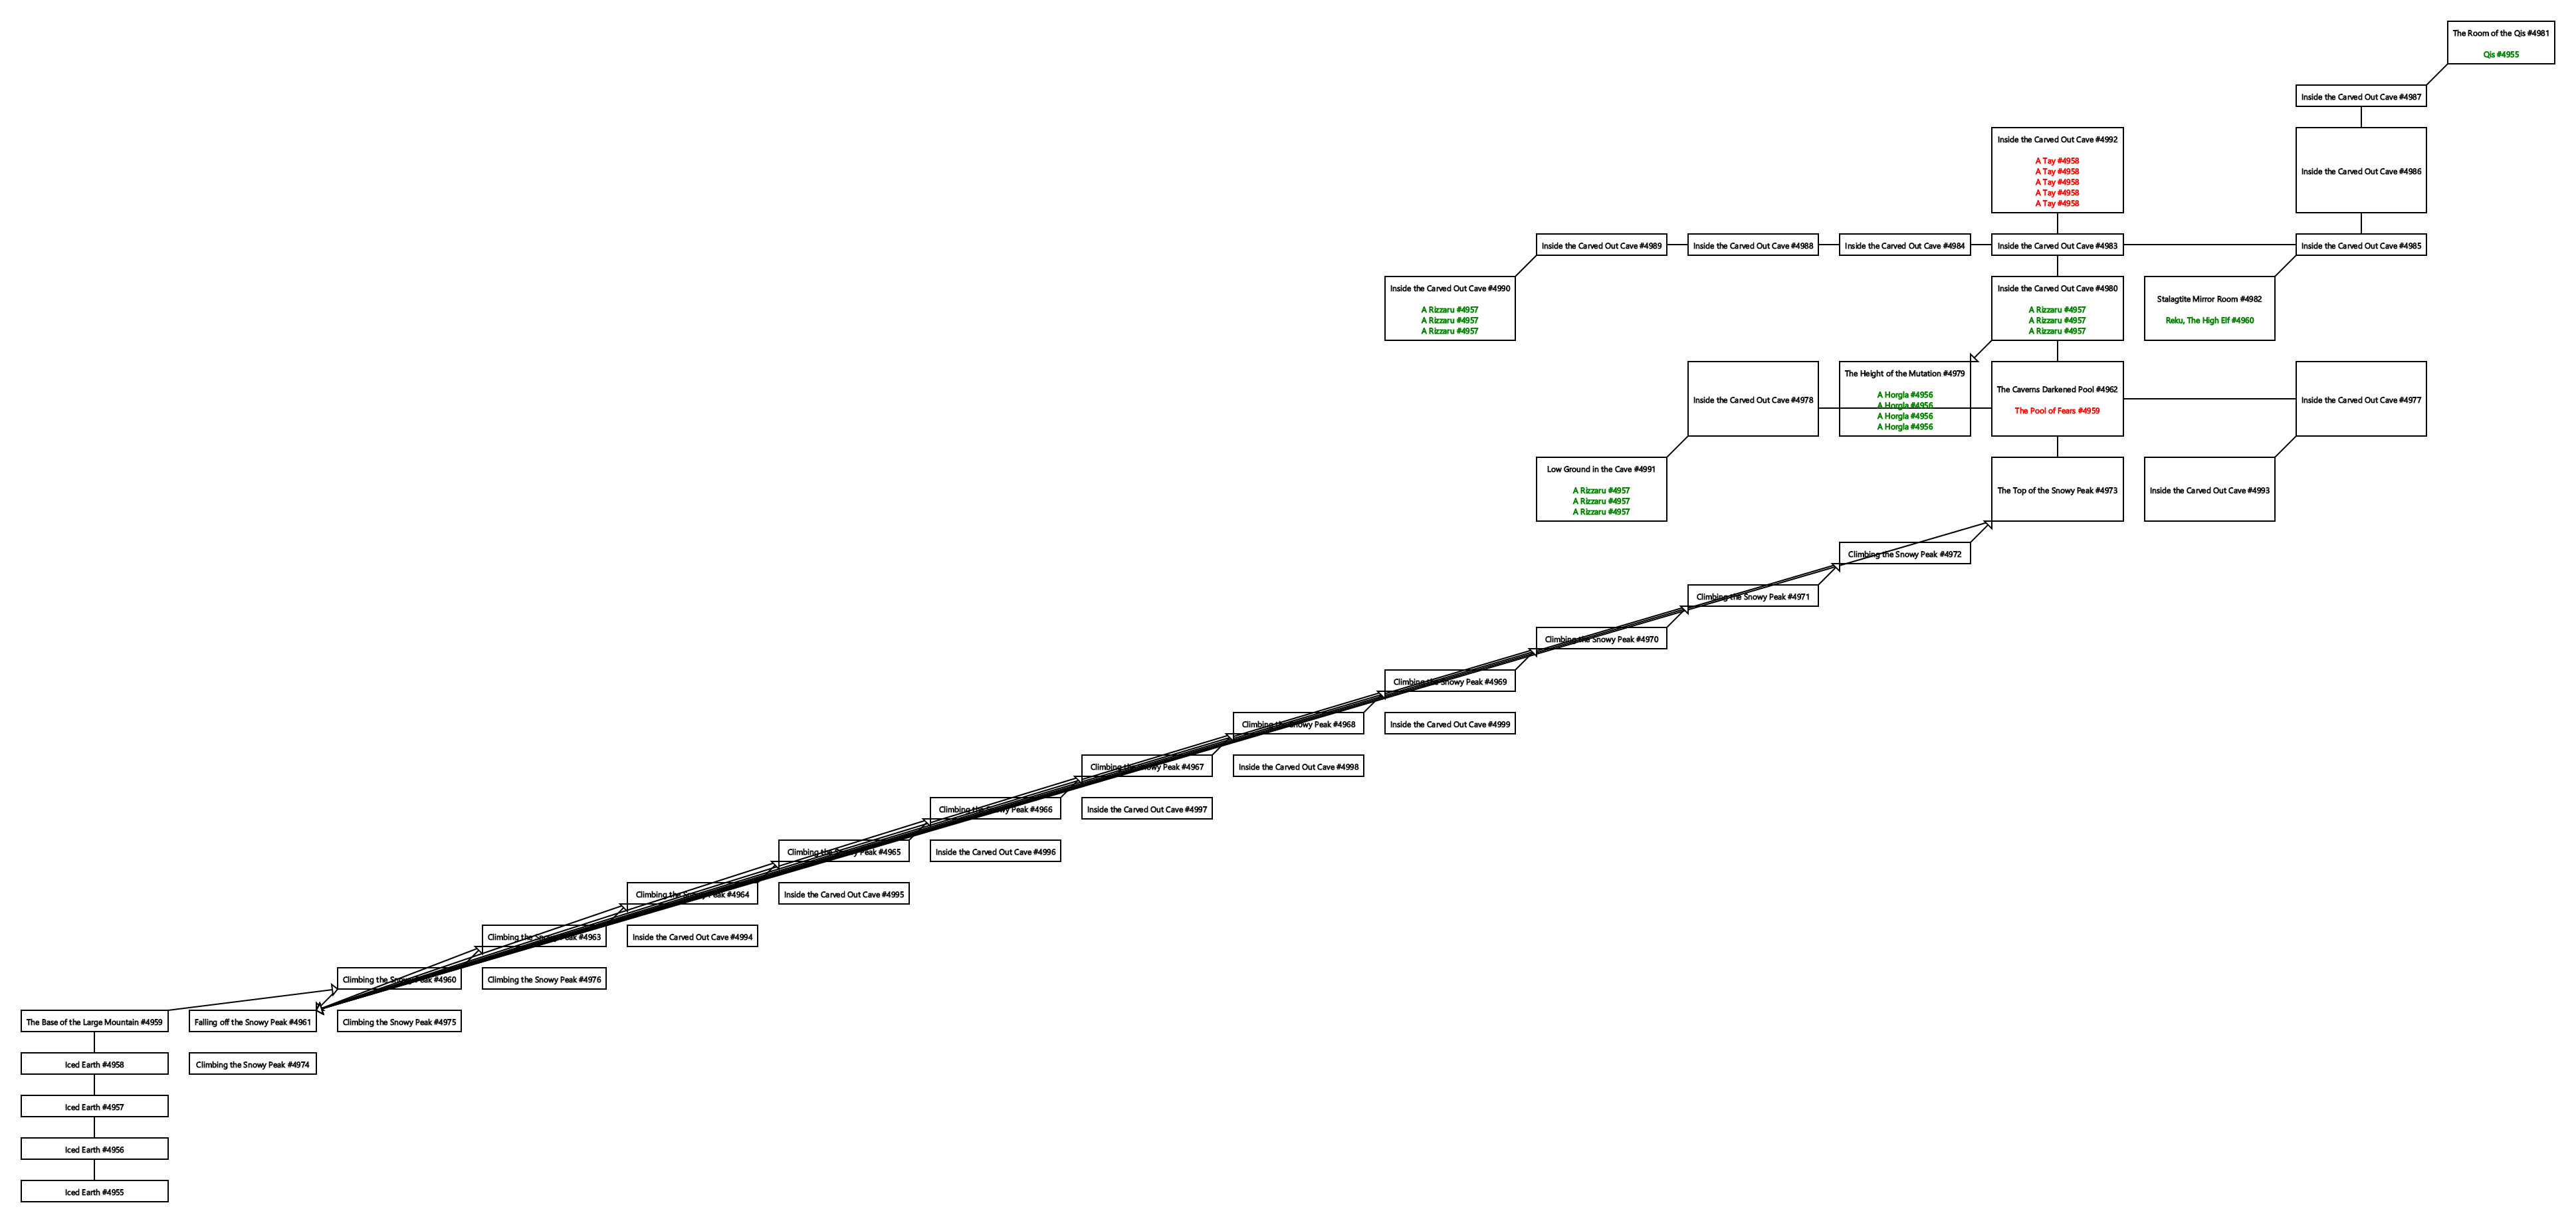 The Room of the Qis #4981
Qis #4955
Inside the Carved Out Cave #4987
Inside the Carved Out Cave #4992
A Tay #4958
A Tay #4958
A Tay #4958
A Tay #4958
A Tay #4958
Inside the Carved Out Cave #4986
Inside the Carved Out Cave #4989
Inside the Carved Out Cave #4988
Inside the Carved Out Cave #4984
Inside the Carved Out Cave #4983
Inside the Carved Out Cave #4985
Inside the Carved Out Cave #4990
A Rizzaru #4957
A Rizzaru #4957
A Rizzaru #4957
Inside the Carved Out Cave #4980
A Rizzaru #4957
A Rizzaru #4957
A Rizzaru #4957
Stalagtite Mirror Room #4982
Reku, The High Elf #4960
Inside the Carved Out Cave #4978
The Height of the Mutation #4979
A Horgla #4956
A Horgla #4956
A Horgla #4956
A Horgla #4956
The Caverns Darkened Pool #4962
The Pool of Fears #4959
Inside the Carved Out Cave #4977
Low Ground in the Cave #4991
A Rizzaru #4957
A Rizzaru #4957
A Rizzaru #4957
The Top of the Snowy Peak #4973
Inside the Carved Out Cave #4993
Climbing the Snowy Peak #4972
Climbing the Snowy Peak #4971
Climbing the Snowy Peak #4970
Climbing the Snowy Peak #4969
Climbing the Snowy Peak #4968
Inside the Carved Out Cave #4999
Climbing the Snowy Peak #4967
Inside the Carved Out Cave #4998
Climbing the Snowy Peak #4966
Inside the Carved Out Cave #4997
Climbing the Snowy Peak #4965
Inside the Carved Out Cave #4996
Climbing the Snowy Peak #4964
Inside the Carved Out Cave #4995
Climbing the Snowy Peak #4963
Inside the Carved Out Cave #4994
Climbing the Snowy Peak #4960
Climbing the Snowy Peak #4976
The Base of the Large Mountain #4959
Falling off the Snowy Peak #4961
Climbing the Snowy Peak #4975
Iced Earth #4958
Climbing the Snowy Peak #4974
Iced Earth #4957
Iced Earth #4956
Iced Earth #4955